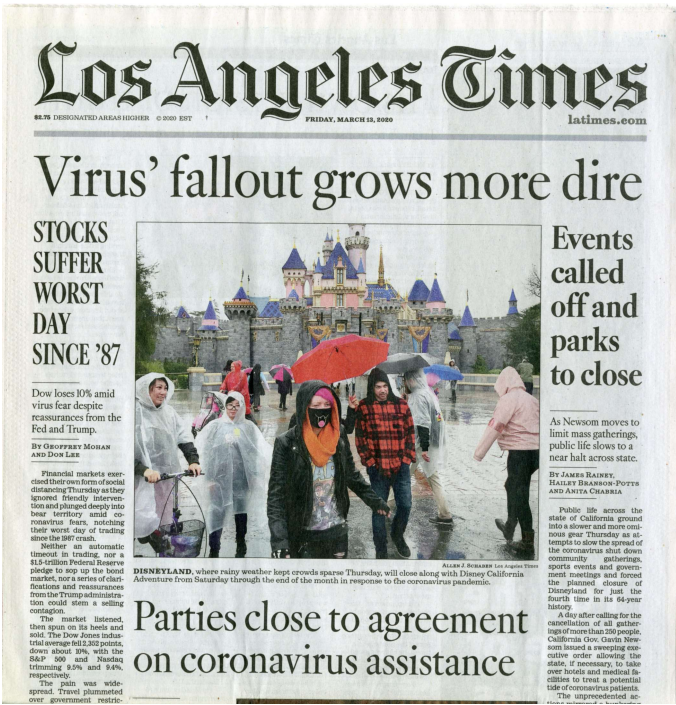 Los Angeles Times
$2.75 DESIGNATED AREAS HIGHER © 2020 EST
FRIDAY, MARCH 13, 2020
latimes.com
Virus’ fallout grows more dire
STOCKS
SUFFER
WORST
DAY
SINCE ’87
Dow loses 10% amid
virus fear despite
reassurances from the
Fed and Trump.
By Geoffrey Mohan
and Don Lee
Financial markets exer-
cised their own form of social
distancing Thursday as they
ignored friendly interven-
tion and plunged deeply into
bear territory amid co-
ronavirus fears, notching
their worst day of trading
since the 1987 crash.
Neither an automatic
timeout in trading, nor a
$1.5-trillion Federal Reserve
pledge to sop up the bond
market, nor a series of clari-
fications and reassurances
from the Trump administra-
tion could stem a selling
contagion.
The market listened,
then spun on its heels and
sold. The Dow Jones indus-
trial average fell 2,352 points,
down about 10%, with the
S&P 500 and Nasdaq
trimming 9.5% and 9.4%,
respectively.
The pain was wide-
spread. Travel plummeted
over government restric-
Allen J. Schaben Los Angeles Times
DISNEYLAND, where rainy weather kept crowds sparse Thursday, will close along with Disney California
Adventure from Saturday through the end of the month in response to the coronavirus pandemic.
Parties close to agreement
on coronavirus assistance
Events
called
off and
parks
to close
As Newsom moves to
limit mass gatherings,
public life slows to a
near halt across state.
By James Rainey,
Hailey Branson-Potts
and Anita Chabria
Public life across the
state of California ground
into a slower and more omi-
nous gear Thursday as at-
tempts to slow the spread of
the coronavirus shut down
community gatherings,
sports events and govern-
ment meetings and forced
the planned closure of
Disneyland for just the
fourth time in its 64-year
history.
A day after calling for the
cancellation of all gather-
ings of more than 250 people,
California Gov. Gavin New-
som issued a sweeping exe-
cutive order allowing the
state, if necessary, to take
over hotels and medical fa-
cilities to treat a potential
tide of coronavirus patients.
The unprecedented ac-